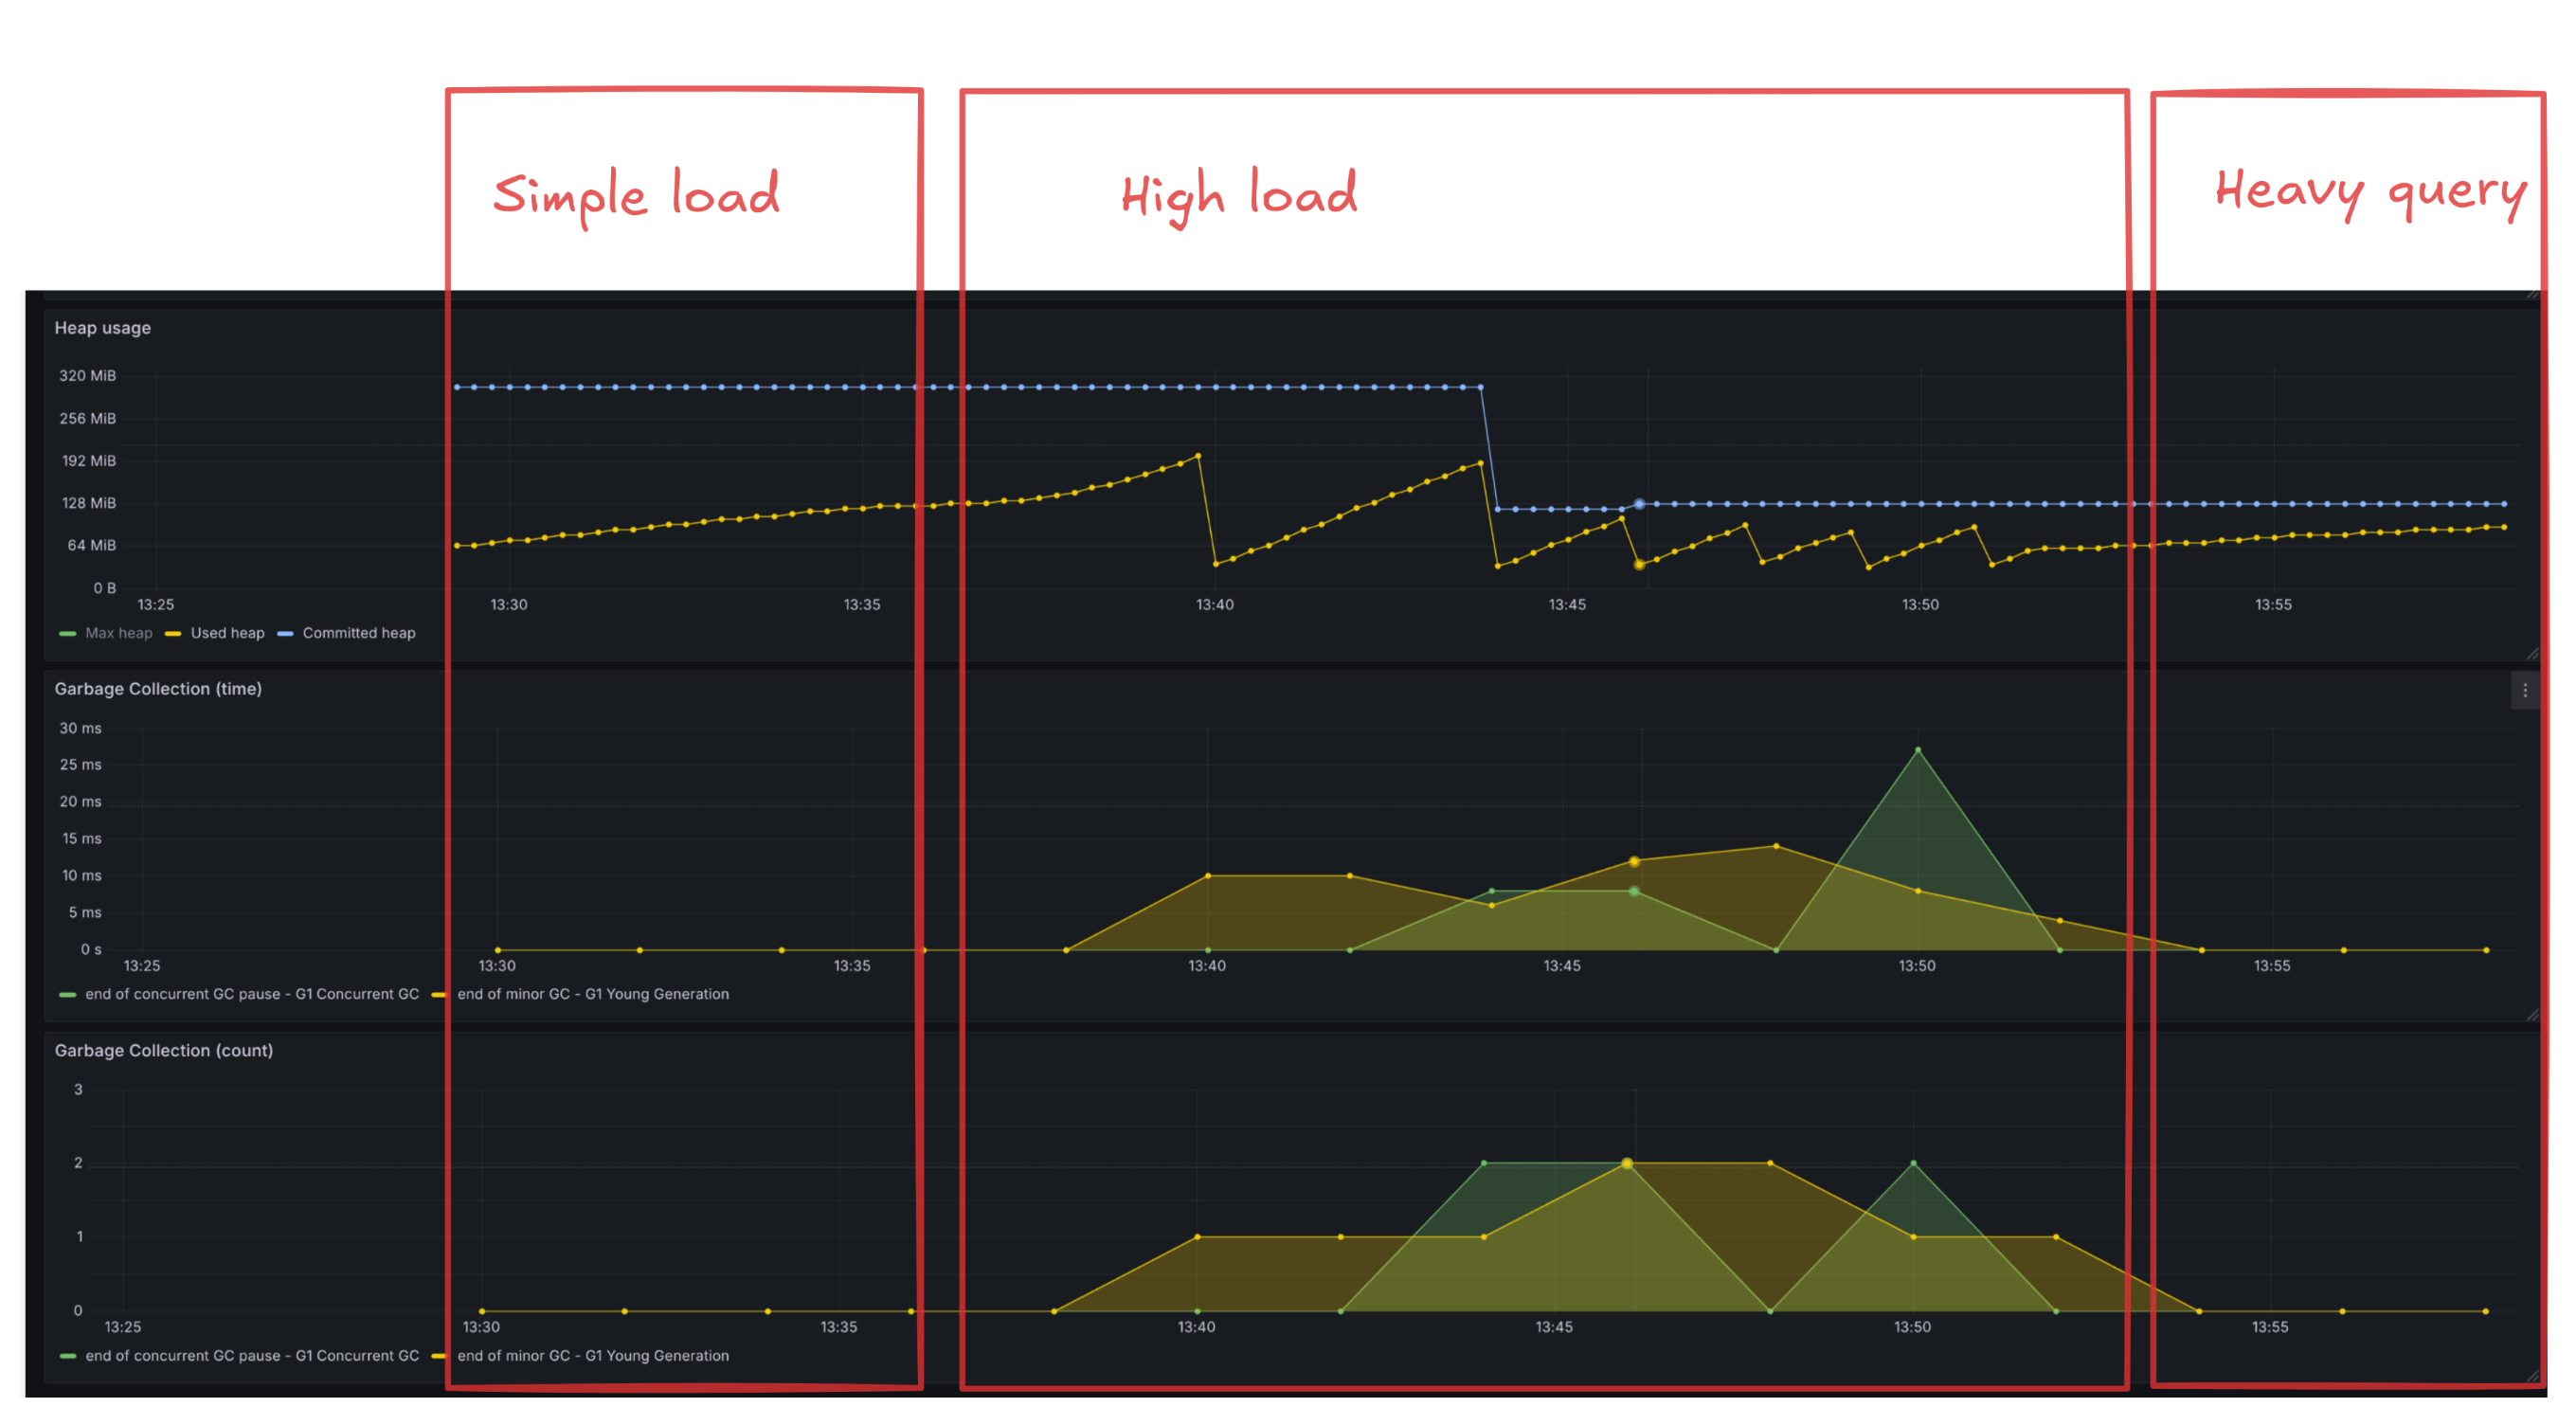 Simple load
High load
Heavy query
Heap usage
320 MiB
256 MiB
192 MiB
128 MiB
64 MiB
0 B
13:25 13:30 13:35 13:40 13:45 13:50 13:55
Max heap Used heap Committed heap
Garbage Collection (time)
30 ms
25 ms
20 ms
15 ms
10 ms
5 ms
0 s
13:25 13:30 13:35 13:40 13:45 13:50 13:55
end of concurrent GC pause - G1 Concurrent GC end of minor GC - G1 Young Generation
Garbage Collection (count)
3
2
1
0
13:25 13:30 13:35 13:40 13:45 13:50 13:55
end of concurrent GC pause - G1 Concurrent GC end of minor GC - G1 Young Generation